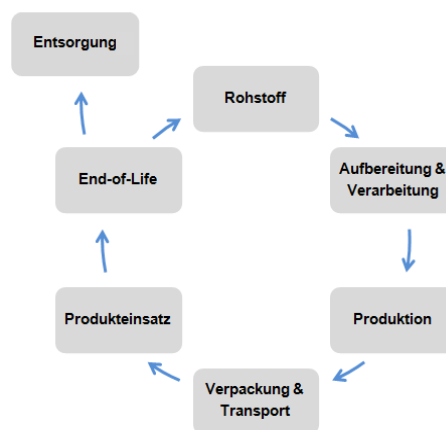 Entsorgung
Rohstoff
Aufbereitung &
Verarbeitung
End-of-Life
Produkteinsatz
Produktion
Verpackung &
Transport